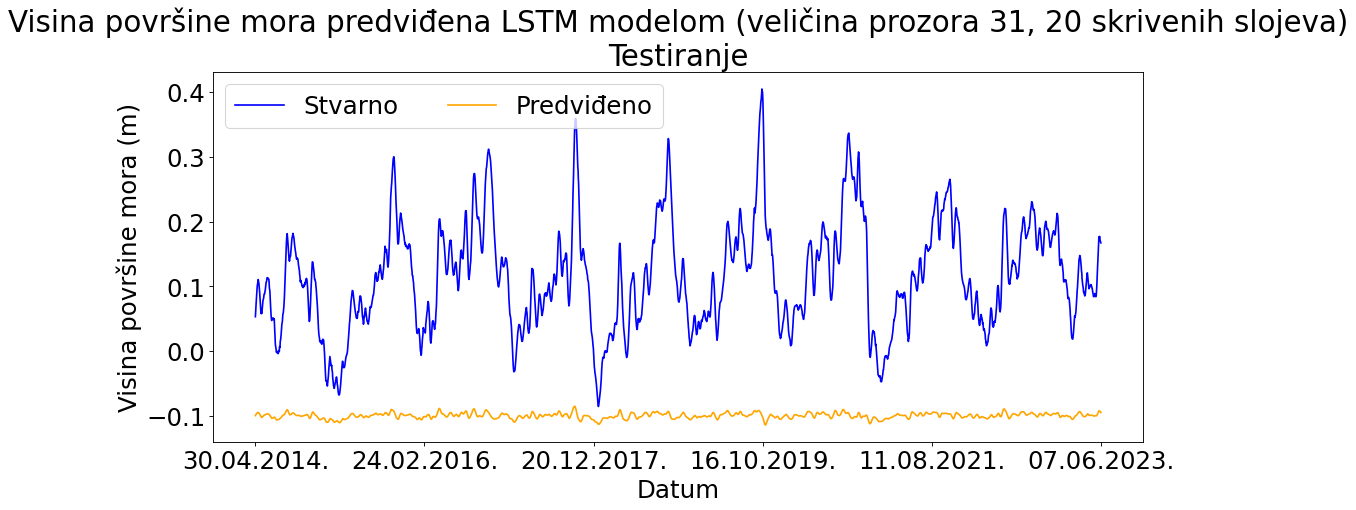 Visina površine mora predviđena LSTM modelom (veličina prozora 31, 20 skrivenih slojeva)
Testiranje
Stvarno
Predviđeno
Visina površine mora (m)
0.4
0.3
0.2
0.1
0.0
−0.1
30.04.2014.
24.02.2016.
20.12.2017.
16.10.2019.
11.08.2021.
07.06.2023.
Datum